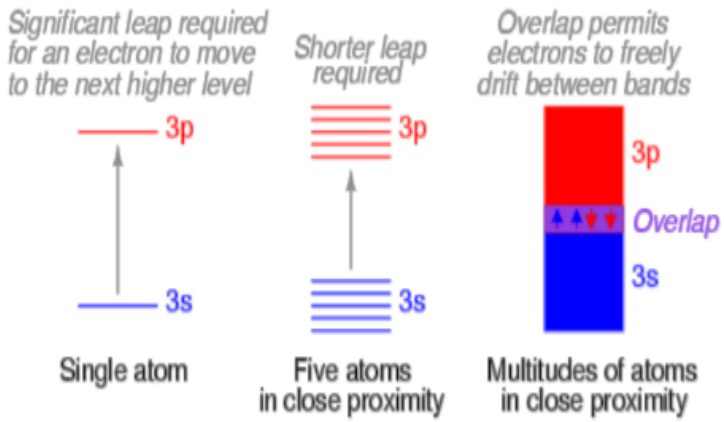 Significant leap required
for an electron to move
to the next higher level
3p
3s
Single atom
Shorter leap
required
3p
3s
Five atoms
in close proximity
Overlap permits
electrons to freely
drift between bands
3p
Overlap
3s
Multitudes of atoms
in close proximity